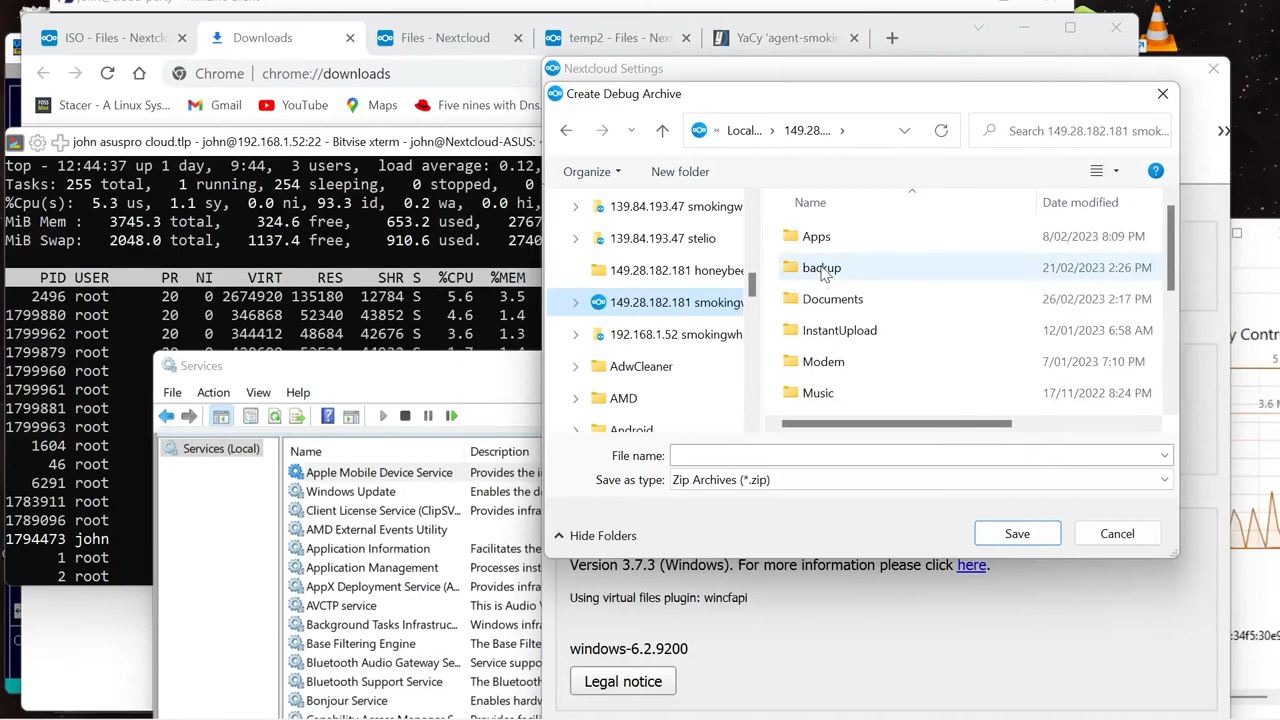 ISO - Files - Nextclo
Downloads
Files - Nextcloud
temp2 - Files - Nex
YaCy 'agent-smokin
Chrome
chrome://downloads
Stacer - A Linux Sys...
Gmail
YouTube
Maps
Five nines with Dns.
Nextcloud Settings
Create Debug Archive
Local...
149.28....
Search 149.28.182.181 smok...
Organize
New folder
Name
Date modified
139.84.193.47 smokingw
139.84.193.47 stelio
149.28.182.181 honeybee
149.28.182.181 smokingw
192.168.1.52 smokingwh
AdwCleaner
AMD
Android
Apps 8/02/2023 8:09 PM
backup 21/02/2023 2:26 PM
Documents 26/02/2023 2:17 PM
InstantUpload 12/01/2023 6:58 AM
Modem 7/01/2023 7:10 PM
Music 17/11/2022 8:24 PM
File name:
Save as type: Zip Archives (*.zip)
Hide Folders
Save
Cancel
Version 3.7.3 (Windows). For more information please click here.
Using virtual files plugin: wincfapi
windows-6.2.9200
Legal notice
john asuspro cloud.tlp - john@192.168.1.52:22 - Bitvise xterm - john@Nextcloud-ASUS:
top - 12:44:37 up 1 day, 9:44, 3 users, load average: 0.12,
Tasks: 255 total, 1 running, 254 sleeping, 0 stopped, 0
%Cpu(s): 5.3 us, 1.1 sy, 0.0 ni, 93.3 id, 0.2 wa, 0.0 hi,
MiB Mem : 3745.3 total, 324.6 free, 653.2 used. 2767
MiB Swap: 2048.0 total, 1137.4 free, 910.6 used. 2740
PID USER PR NI VIRT RES SHR S %CPU %MEM
2496 root 20 0 2674920 135180 12784 S 5.6 3.5
1799880 root 20 0 346868 52340 43852 S 4.6 1.4
1799962 root 20 0 344412 48684 42676 S 3.6 1.3
1799879 root
1799960 root
1799961 root
1799881 root
1799963 root
1604 root
46 root
6291 root
1783911 root
1789096 root
1794473 john
1 root
2 root
Services
File Action View Help
Services (Local)
Name Description
Apple Mobile Device Service Provides the in
Windows Update Enables the de
Client License Service (ClipSV... Provides infra
AMD External Events Utility
Application Information Facilitates the
Application Management Processes inst
AppX Deployment Service (A... Provides infra
AVCTP service This is Audio V
Background Tasks Infrastruc... Windows infra
Base Filtering Engine The Base Filter
Bluetooth Audio Gateway Se... Service suppo
Bluetooth Support Service The Bluetooth
Bonjour Service Enables hardw
y Contro
3.6 M
:34f5:30e9